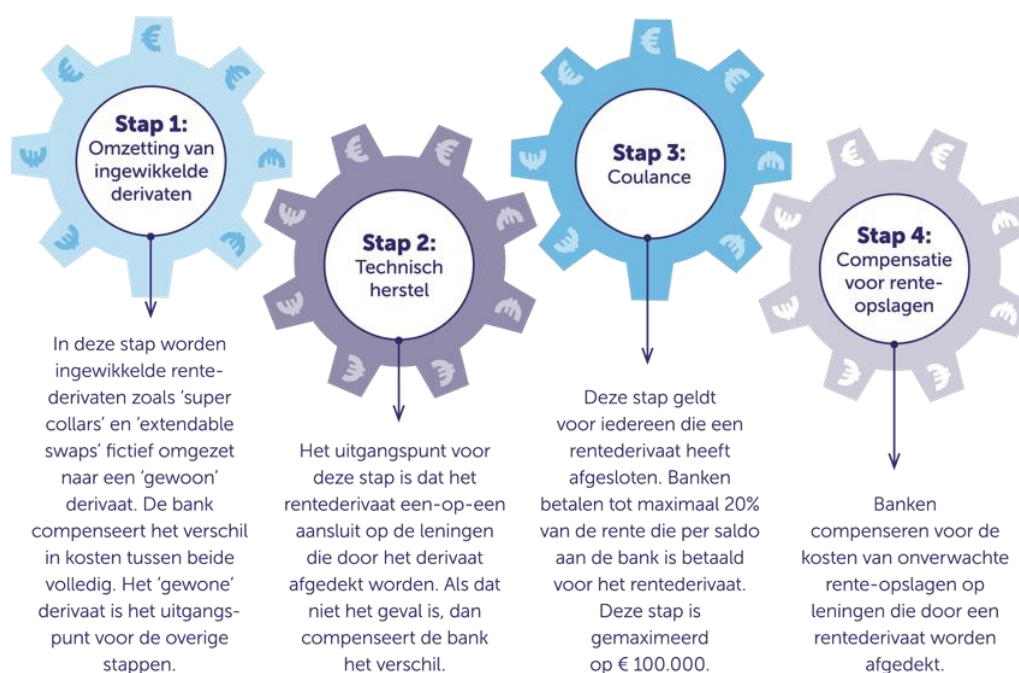 Stap 1:
Omzetting van
ingewikkelde
derivaten
In deze stap worden
ingewikkelde rente-
derivaten zoals ‘super
collars’ en ‘extendable
swaps’ fictief omgezet
naar een ‘gewoon’
derivaat. De bank
compenseert het verschil
in kosten tussen beide
volledig. Het ‘gewone’
derivaat is het uitgangs-
punt voor de overige
stappen.
Stap 2:
Technisch
herstel
Het uitgangspunt voor
deze stap is dat het
rentederivaat een-op-een
aansluit op de leningen
die door het derivaat
afgedekt worden. Als dat
niet het geval is, dan
compenseert de bank
het verschil.
Stap 3:
Coulance
Deze stap geldt
voor iedereen die een
rentederivaat heeft
afgesloten. Banken
betalen tot maximaal 20%
van de rente die per saldo
aan de bank is betaald
voor het rentederivaat.
Deze stap is
gemaximeerd
op € 100.000.
Stap 4:
Compensatie
voor rente-
opslagen
Banken
compenseren voor de
kosten van onverwachte
rente-opslagen op
leningen die door een
rentederivaat worden
afgedekt.